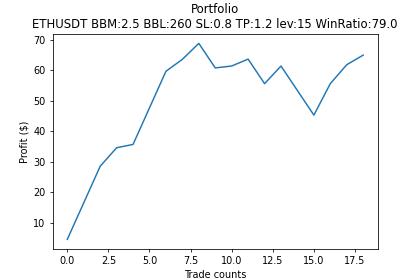 Portfolio
ETHUSDT BBM:2.5 BBL:260 SL:0.8 TP:1.2 lev:15 WinRatio:79.0
70
60
50
40
30
20
10
Profit ($)
0.0 2.5 5.0 7.5 10.0 12.5 15.0 17.5
Trade counts